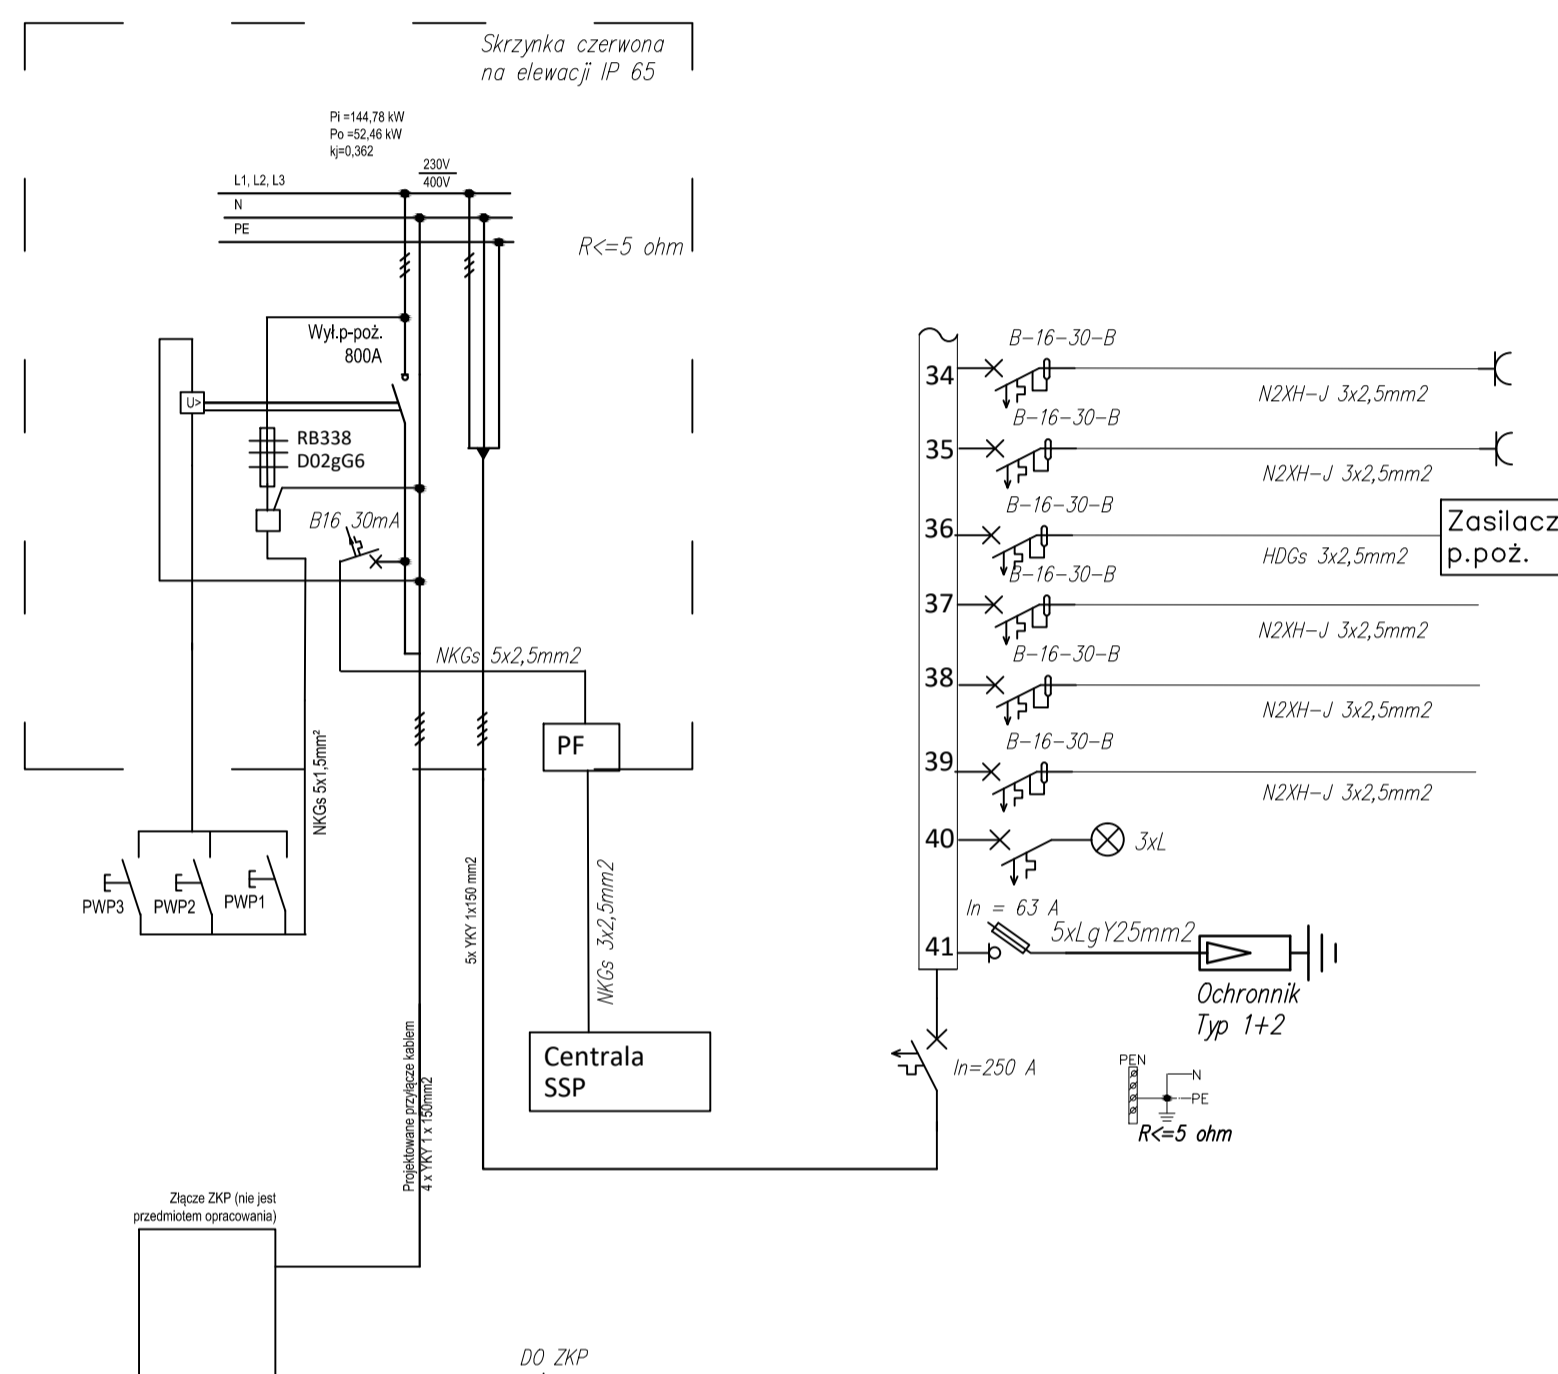 Skrzynka czerwona
na elewacji IP 65
Pi =144,78 kW
Po =52,46 kW
kj=0,362
230V
400V
L1, L2, L3
N
PE
R<=5 ohm
Wył.p-poż.
800A
U>
RB338
D02gG6
B16 30mA
NKGs 5x2,5mm2
PF
NKGs 5x1,5mm²
PWP3
PWP2
PWP1
5x YKY 1x150 mm2
NKGs 3x2,5mm2
Centrala
SSP
Projektowane przyłącze kablem
4 x YKY 1 x 150mm2
Złącze ZKP (nie jest
przedmiotem opracowania)
DO ZKP
B-16-30-B
34
N2XH-J 3x2,5mm2
B-16-30-B
35
N2XH-J 3x2,5mm2
B-16-30-B
36
HDGs 3x2,5mm2
Zasilacz
p.poż.
B-16-30-B
37
N2XH-J 3x2,5mm2
B-16-30-B
38
N2XH-J 3x2,5mm2
B-16-30-B
39
N2XH-J 3x2,5mm2
40
3xL
In = 63 A
41
5xLgY25mm2
Ochronnik
Typ 1+2
In=250 A
PEN
N
PE
R<=5 ohm